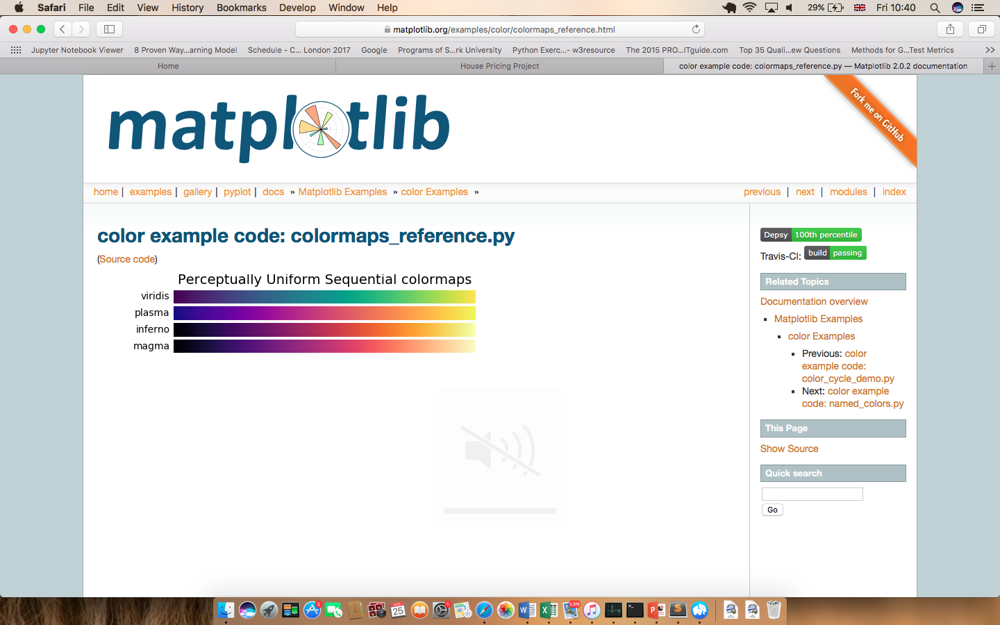 Safari File Edit View History Bookmarks Develop Window Help 29% Fri 10:40
matplotlib.org/examples/color/colormaps_reference.html
Jupyter Notebook Viewer 8 Proven Way...arning Model Schedule - C... London 2017 Google Programs of S...rk University Python Exerc...- w3resource The 2015 PRO...ITguide.com Top 35 Quali...ew Questions Methods for G...Test Metrics >>
Home House Pricing Project color example code: colormaps_reference.py — Matplotlib 2.0.2 documentation +
matplotlib
Fork me on GitHub
home | examples | gallery | pyplot | docs » Matplotlib Examples » color Examples » previous | next | modules | index
color example code: colormaps_reference.py
(Source code)
Perceptually Uniform Sequential colormaps
viridis
plasma
inferno
magma
Depsy 100th percentile
Travis-CI: build passing
Related Topics
Documentation overview
Matplotlib Examples
color Examples
Previous: color
example code:
color_cycle_demo.py
Next: color example
code: named_colors.py
This Page
Show Source
Quick search
Go
AUG
25